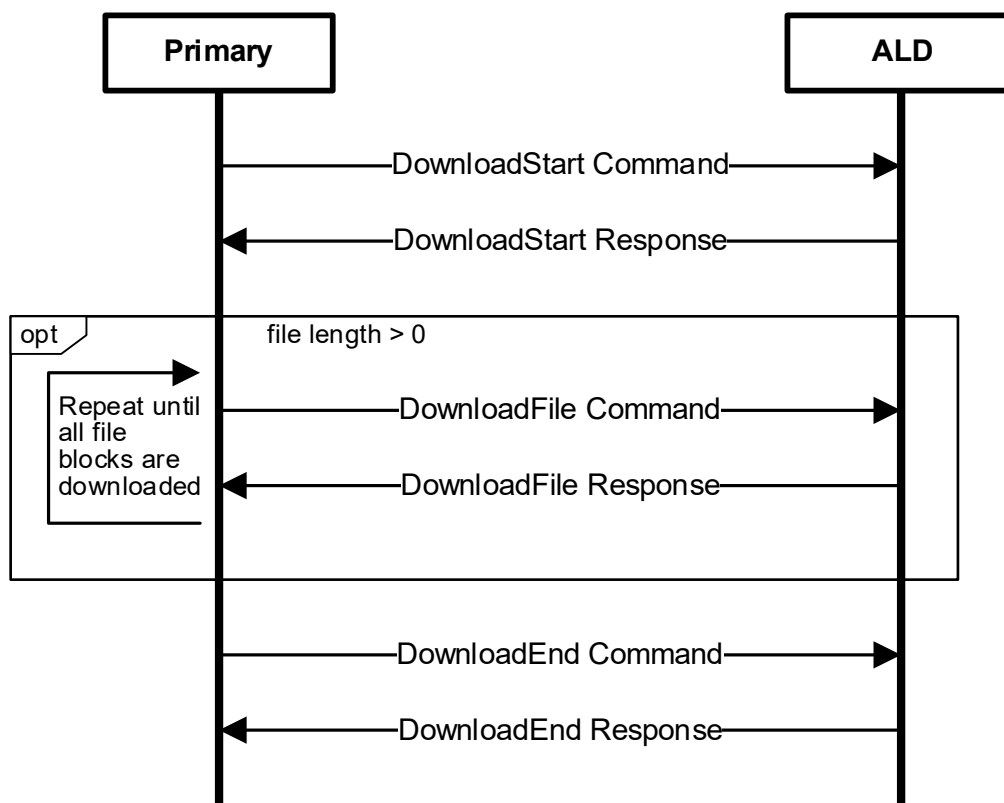 Primary
ALD
DownloadStart Command
DownloadStart Response
opt
file length > 0
Repeat until
all file
blocks are
downloaded
DownloadFile Command
DownloadFile Response
DownloadEnd Command
DownloadEnd Response